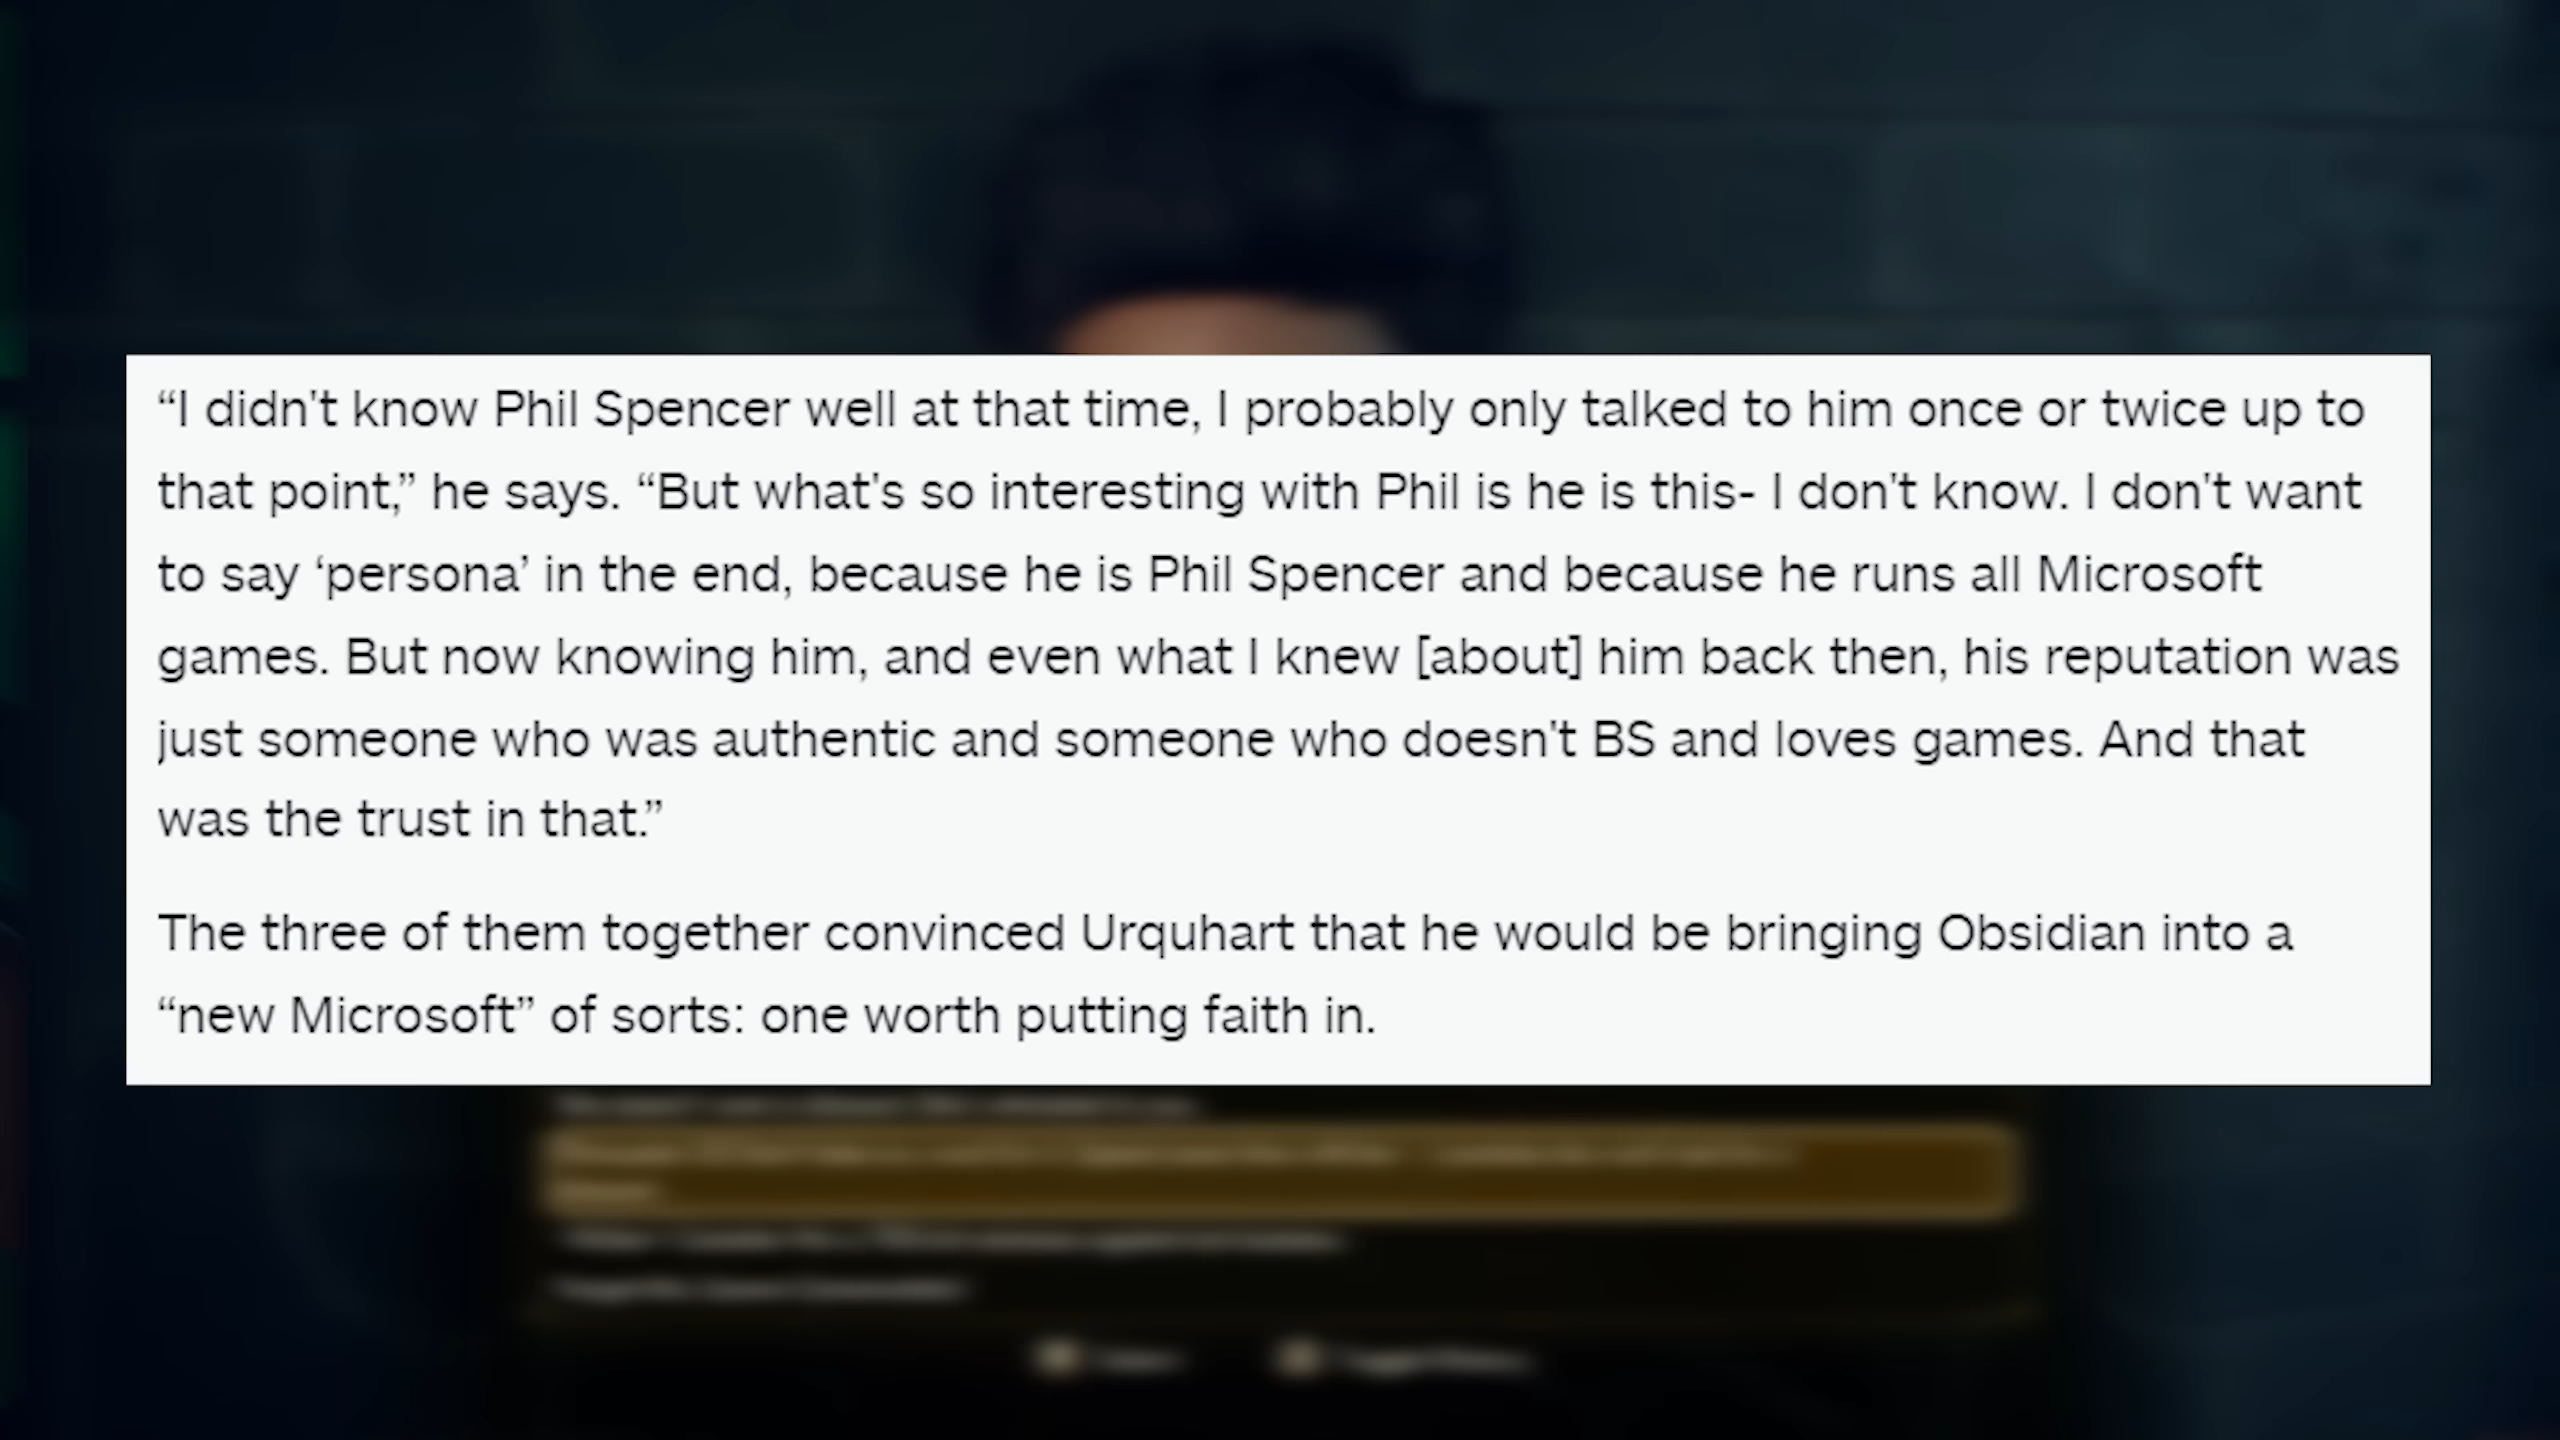 “I didn't know Phil Spencer well at that time, I probably only talked to him once or twice up to
that point,” he says. “But what's so interesting with Phil is he is this- I don't know. I don't want
to say ‘persona’ in the end, because he is Phil Spencer and because he runs all Microsoft
games. But now knowing him, and even what I knew [about] him back then, his reputation was
just someone who was authentic and someone who doesn't BS and loves games. And that
was the trust in that.”
The three of them together convinced Urquhart that he would be bringing Obsidian into a
“new Microsoft” of sorts: one worth putting faith in.